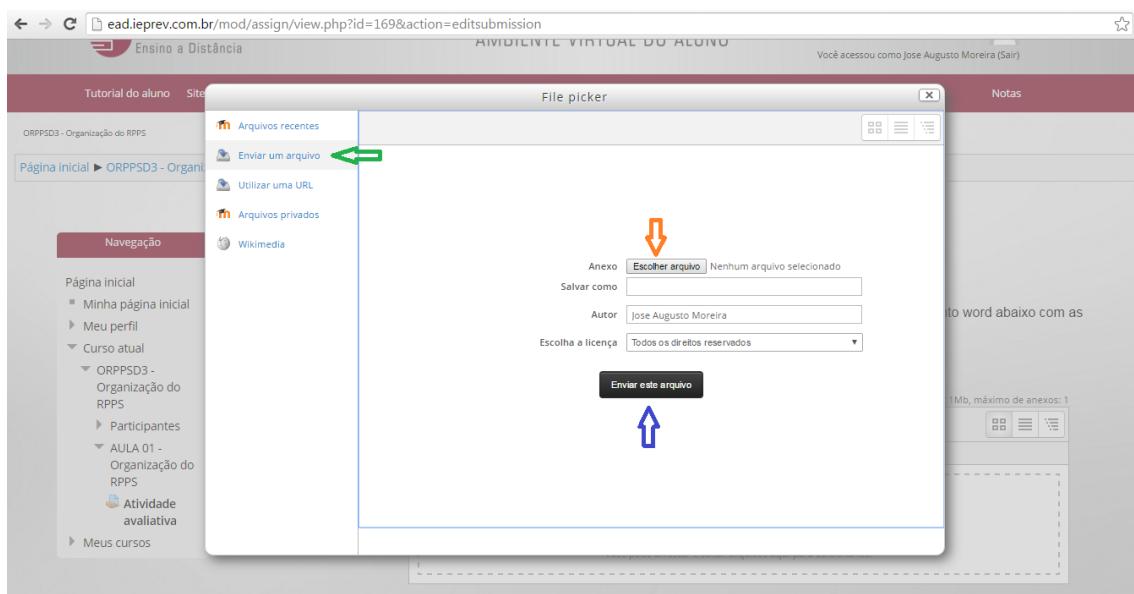 ead.ieprev.com.br/mod/assign/view.php?id=169&action=editsubmission
Ensino a Distância
AMBIENTE VIRTUAL DO ALUNO
Você acessou como Jose Augusto Moreira (Sair)
Tutorial do aluno Site
Notas
File picker
ORPPSD3 - Organização do RPPS
Página inicial ► ORPPSD3 - Organi
Arquivos recentes
Enviar um arquivo
Utilizar uma URL
Arquivos privados
Wikimedia
Anexo Escolher arquivo Nenhum arquivo selecionado
Salvar como
Autor Jose Augusto Moreira
Escolha a licença Todos os direitos reservados
Enviar este arquivo
Navegação
Página inicial
Minha página inicial
Meu perfil
Curso atual
ORPPSD3 -
Organização do
RPPS
Participantes
AULA 01 -
Organização do
RPPS
Atividade
avaliativa
Meus cursos
to word abaixo com as
1Mb, máximo de anexos: 1